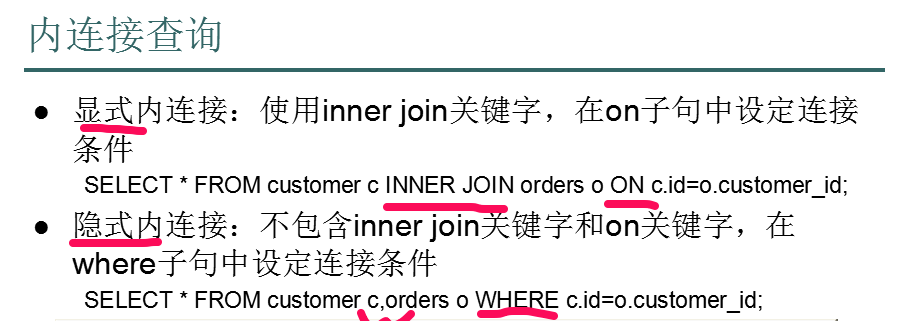 内连接查询
● 显式内连接：使用inner join关键字，在on子句中设定连接
条件
SELECT * FROM customer c INNER JOIN orders o ON c.id=o.customer_id;
● 隐式内连接：不包含inner join关键字和on关键字，在
where子句中设定连接条件
SELECT * FROM customer c,orders o WHERE c.id=o.customer_id;